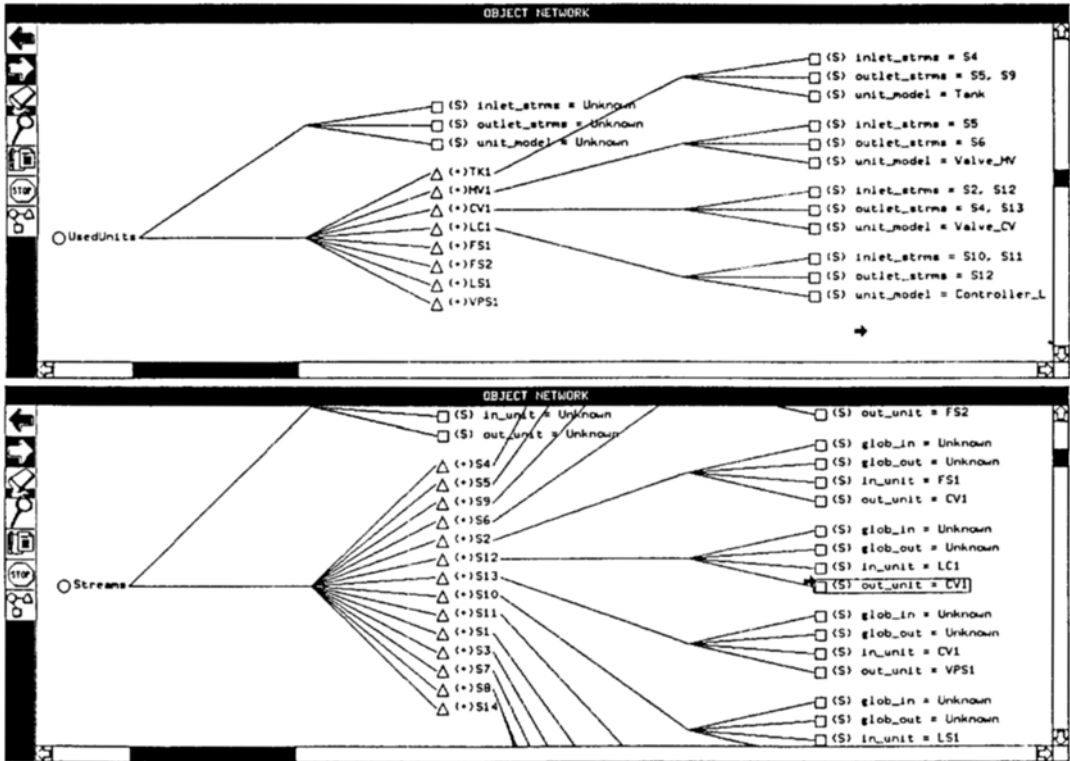 OBJECT NETWORK
STOP
UsedUnits
(S) inlet_strms = Unknown
(S) outlet_strms = Unknown
(S) unit_model = Unknown
(+)TK1
(+)MV1
(+)CV1
(+)LC1
(+)FS1
(+)FS2
(+)LS1
(+)VPS1
(S) inlet_strms = S4
(S) outlet_strms = S5, S9
(S) unit_model = Tank
(S) inlet_strms = S5
(S) outlet_strms = S6
(S) unit_model = Valve_MV
(S) inlet_strms = S2, S12
(S) outlet_strms = S4, S13
(S) unit_model = Valve_CV
(S) inlet_strms = S10, S11
(S) outlet_strms = S12
(S) unit_model = Controller_L
OBJECT NETWORK
STOP
Streams
(S) in_unit = Unknown
(S) out_unit = Unknown
(+)S4
(+)S5
(+)S9
(+)S6
(+)S2
(+)S12
(+)S13
(+)S10
(+)S11
(+)S1
(+)S3
(+)S7
(+)S8
(+)S14
(S) out_unit = FS2
(S) glob_in = Unknown
(S) glob_out = Unknown
(S) in_unit = FS1
(S) out_unit = CV1
(S) glob_in = Unknown
(S) glob_out = Unknown
(S) in_unit = LC1
(S) out_unit = CV1
(S) glob_in = Unknown
(S) glob_out = Unknown
(S) in_unit = CV1
(S) out_unit = VPS1
(S) glob_in = Unknown
(S) glob_out = Unknown
(S) in_unit = LS1